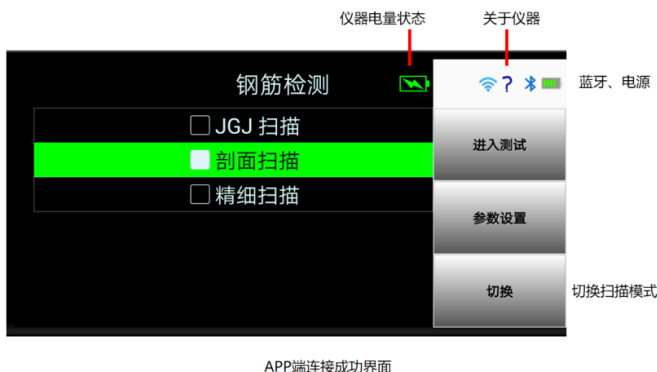 仪器电量状态
关于仪器
钢筋检测
?
蓝牙、电源
JGJ 扫描
剖面扫描
精细扫描
进入测试
参数设置
切换
切换扫描模式
APP端连接成功界面